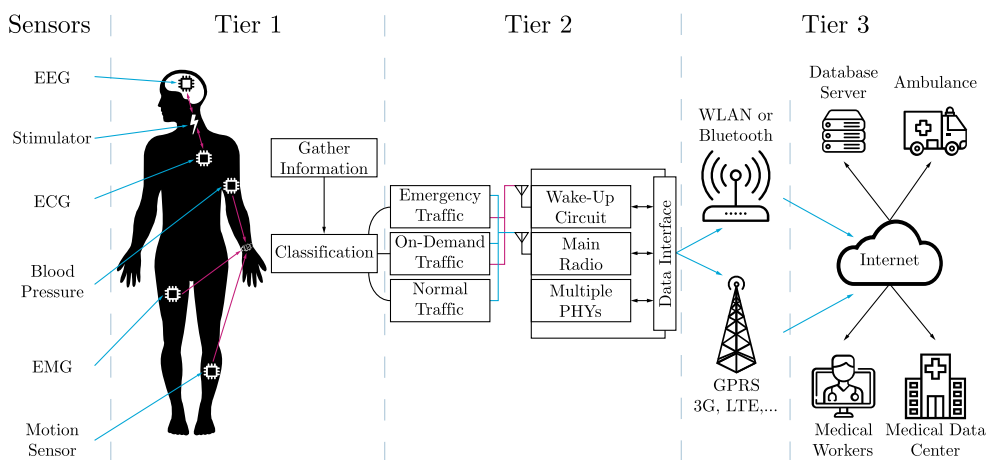 Sensors
Tier 1
Tier 2
Tier 3
EEG
Stimulator
ECG
Blood
Pressure
EMG
Motion
Sensor
Gather
Information
Classification
Emergency
Traffic
On-Demand
Traffic
Normal
Traffic
Wake-Up
Circuit
Main
Radio
Multiple
PHYs
Data Interface
WLAN or
Bluetooth
GPRS
3G, LTE,...
Database
Server
Ambulance
Internet
Medical
Workers
Medical Data
Center